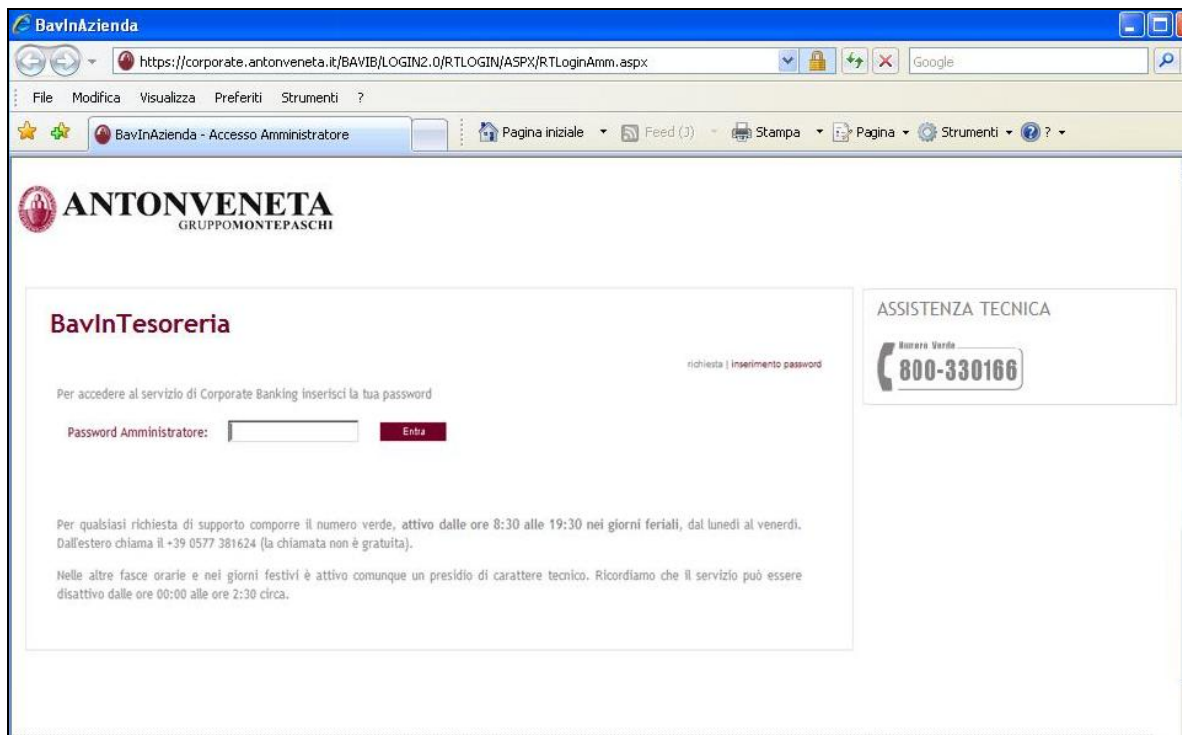 BavInAzienda
https://corporate.antonveneta.it/BAVIB/LOGIN2.0/RTLOGIN/ASPX/RTLoginAmm.aspx
Google
File Modifica Visualizza Preferiti Strumenti ?
BavInAzienda - Accesso Amministratore
Pagina iniziale Feed (J) Stampa Pagina Strumenti ?
ANTONVENETA
GRUPPOMONTEPASCHI
BavInTesoreria
richiesta | inserimento password
Per accedere al servizio di Corporate Banking inserisci la tua password
Password Amministratore: Entra
Per qualsiasi richiesta di supporto comporre il numero verde, attivo dalle ore 8:30 alle 19:30 nei giorni feriali, dal lunedì al venerdì.
Dall'estero chiama il +39 0577 381624 (la chiamata non è gratuita).
Nelle altre fasce orarie e nei giorni festivi è attivo comunque un presidio di carattere tecnico. Ricordiamo che il servizio può essere
disattivo dalle ore 00:00 alle ore 2:30 circa.
ASSISTENZA TECNICA
Numero Verde
800-330166